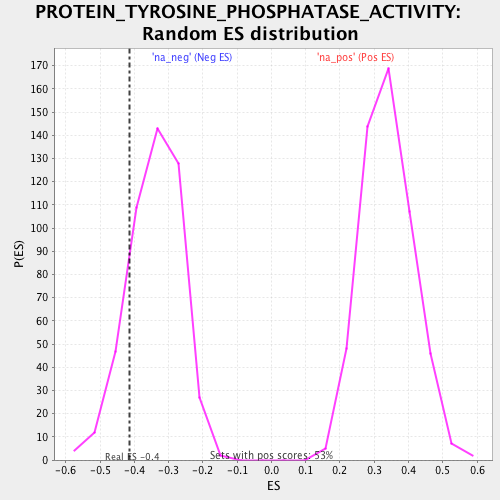 PROTEIN_TYROSINE_PHOSPHATASE_ACTIVITY:
Random ES distribution
'na_neg' (Neg ES)
'na_pos' (Pos ES)
170
160
150
140
130
120
110
100
90
80
70
60
50
40
30
20
10
0
P(ES)
Real ES -0.4
Sets with pos scores: 53%
-0.6 -0.5 -0.4 -0.3 -0.2 -0.1 0.0 0.1 0.2 0.3 0.4 0.5 0.6
ES